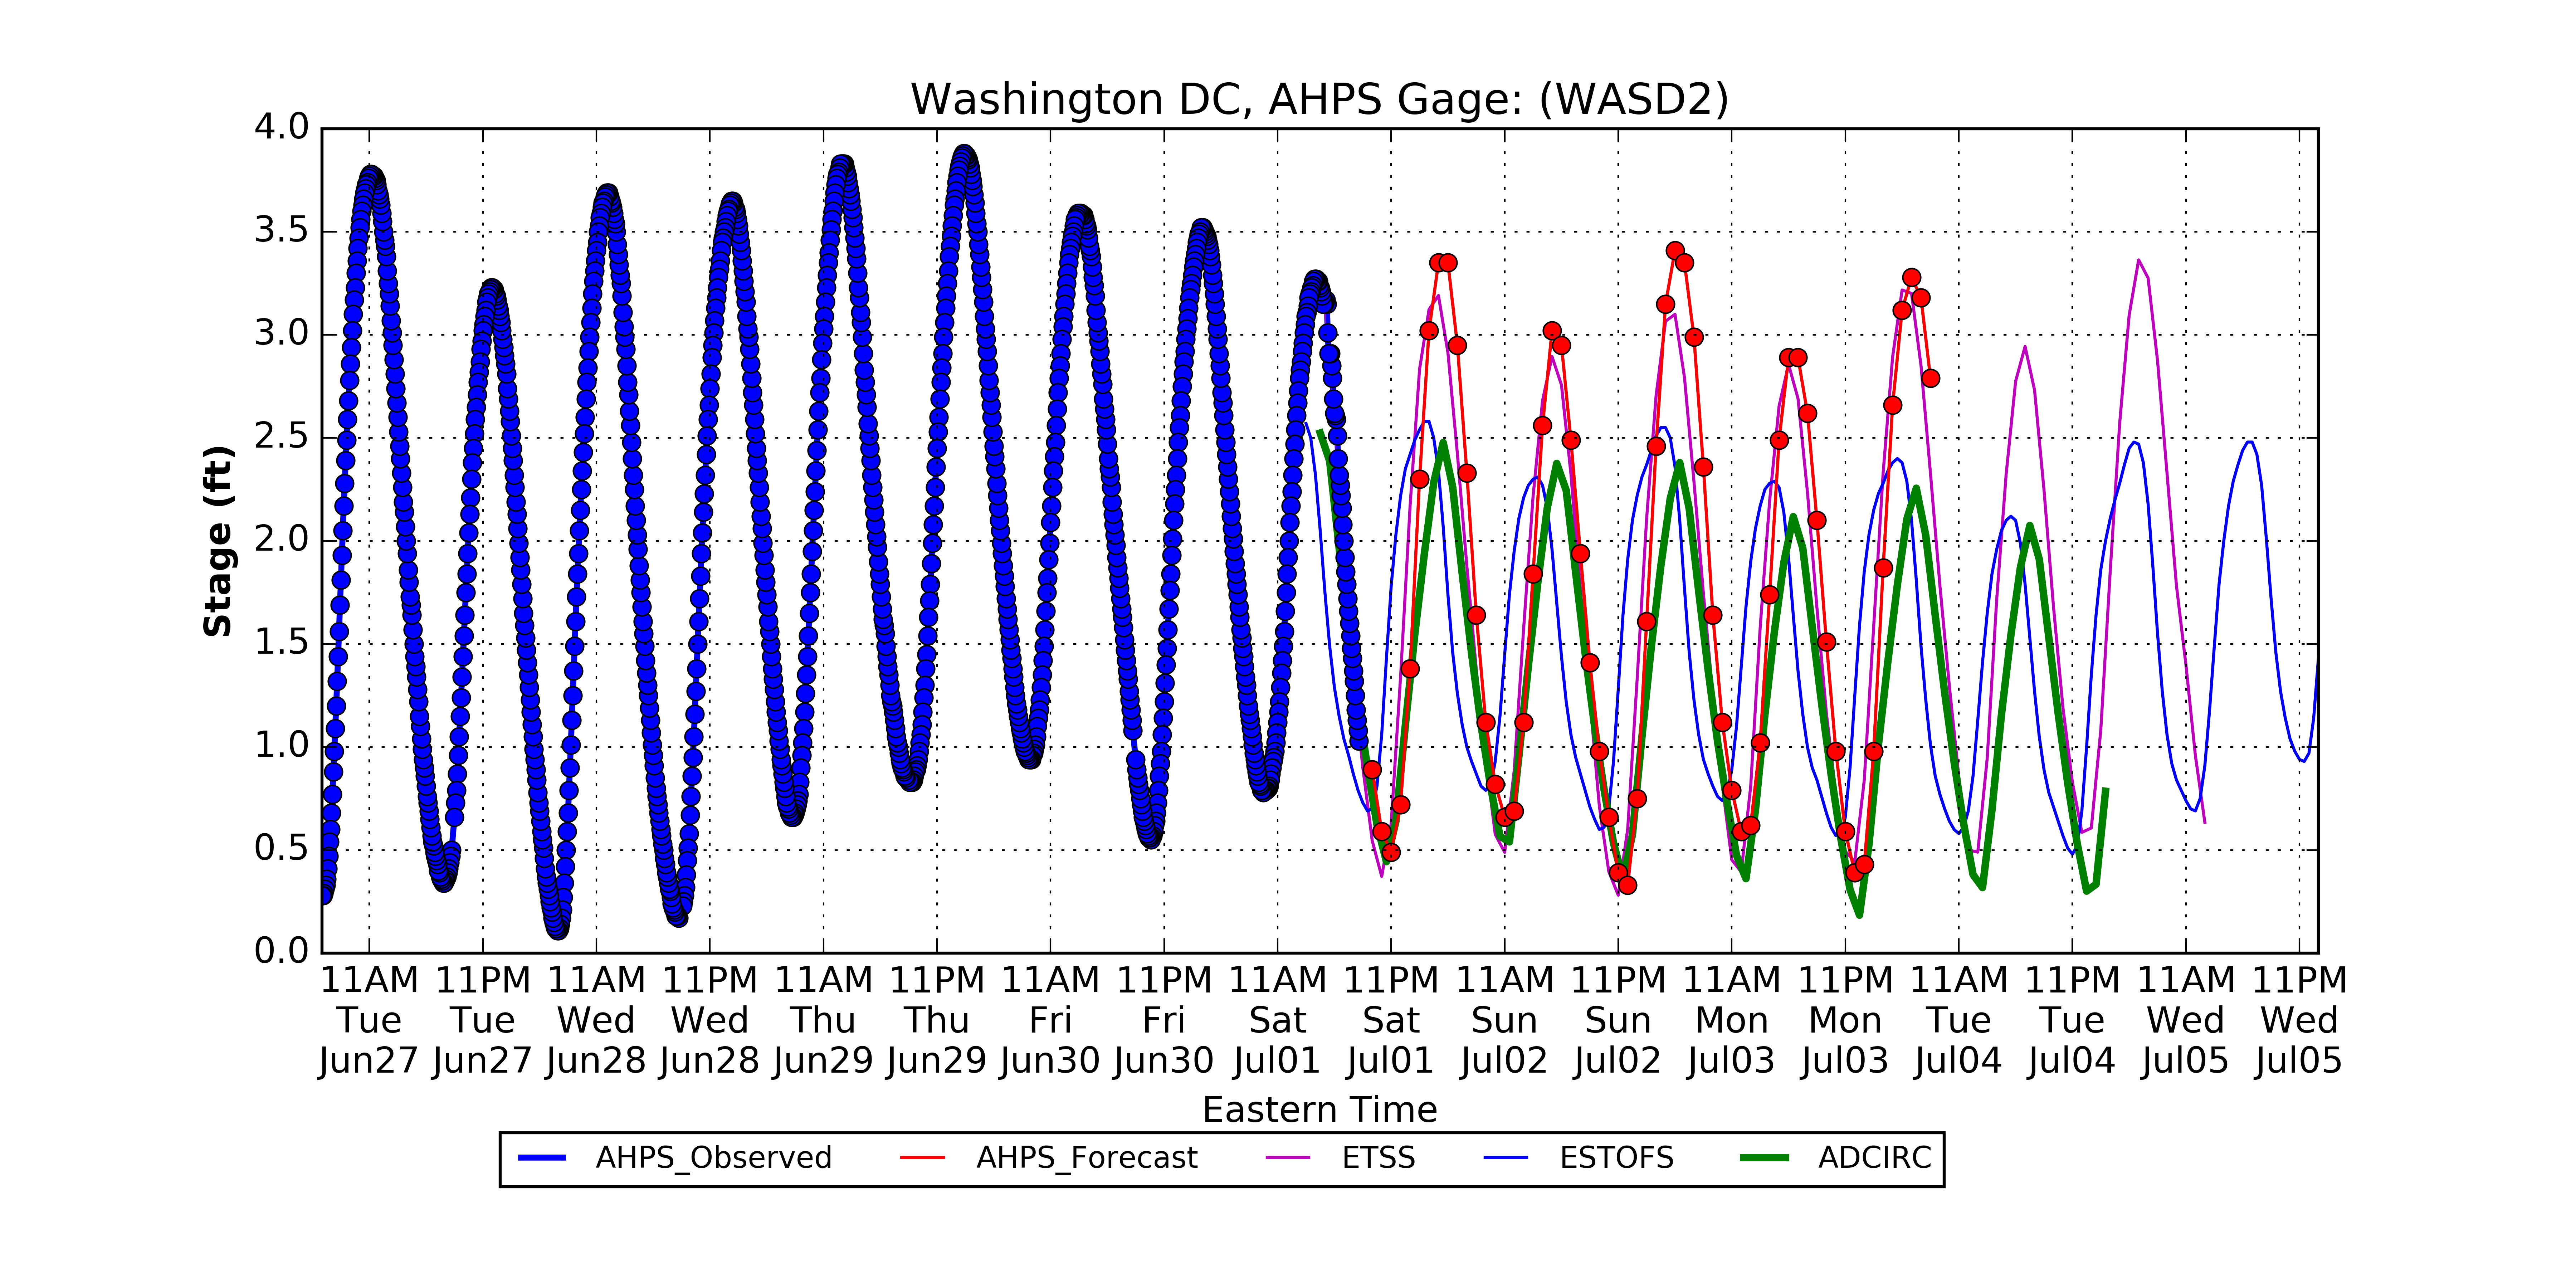 Washington DC, AHPS Gage: (WASD2)
4.0
3.5
3.0
2.5
2.0
1.5
1.0
0.5
0.0
Stage (ft)
11AM 11PM 11AM 11PM 11AM 11PM 11AM 11PM 11AM 11PM 11AM 11PM 11AM 11PM 11AM 11PM 11AM 11PM
Tue Tue Wed Wed Thu Thu Fri Fri Sat Sat Sun Sun Mon Mon Tue Tue Wed Wed
Jun27 Jun27 Jun28 Jun28 Jun29 Jun29 Jun30 Jun30 Jul01 Jul01 Jul02 Jul02 Jul03 Jul03 Jul04 Jul04 Jul05 Jul05
Eastern Time
AHPS_Observed AHPS_Forecast ETSS ESTOFS ADCIRC